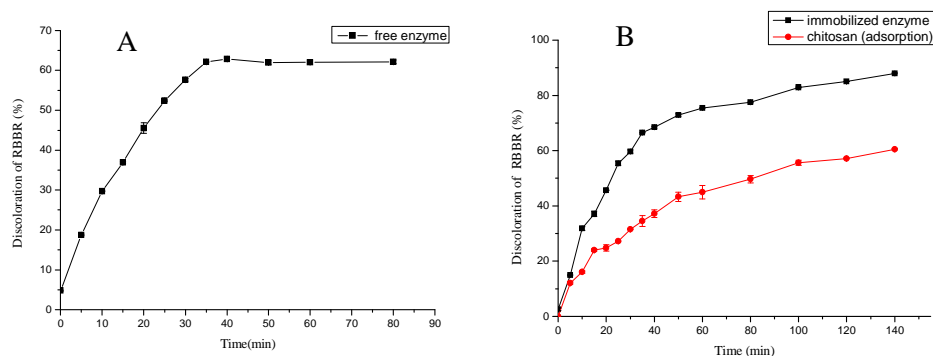 A
free enzyme
70
60
50
40
30
20
10
0
Discoloration of RBBR (%)
0 10 20 30 40 50 60 70 80 90
Time(min)
B
immobilized enzyme
chitosan (adsorption)
100
80
60
40
20
0
Discoloration of RBBR (%)
0 20 40 60 80 100 120 140
Time (min)